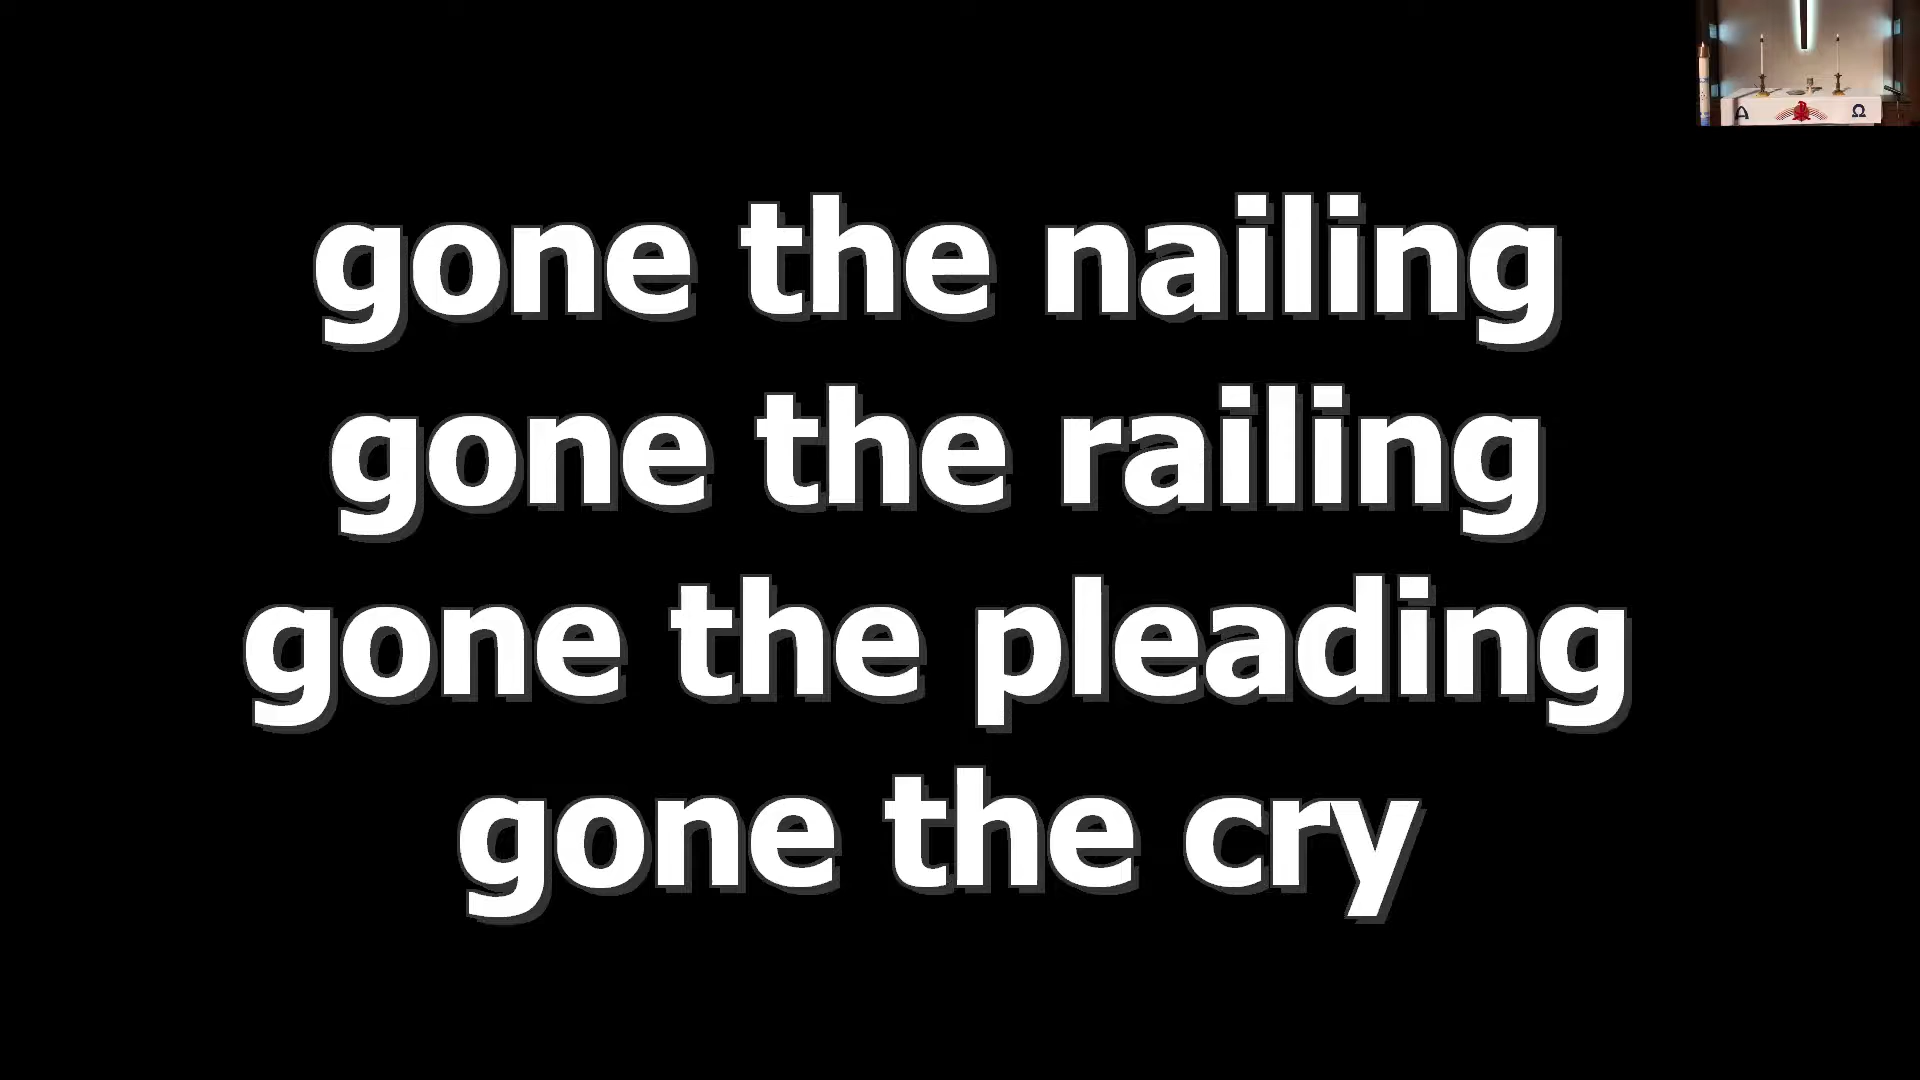 gone the nailing
gone the railing
gone the pleading
gone the cry
Α
Ω